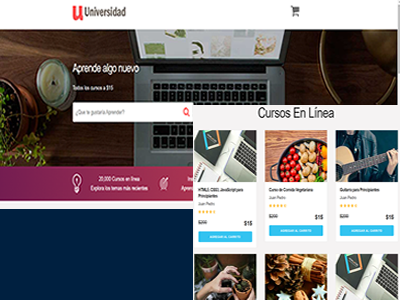 Universidad
Aprende algo nuevo
Todos los cursos a $15
¿Que te gustaría Aprender?
20,000 Cursos en línea
Explora los temas más recientes
Cursos En Línea
HTML5, CSS3, JavaScript para Principiantes
Juan Pedro
$200 $15
AGREGAR AL CARRITO
Curso de Comida Vegetariana
Juan Pedro
$200 $15
AGREGAR AL CARRITO
Guitarra para Principiantes
Juan Pedro
$200 $15
AGREGAR AL CARRITO